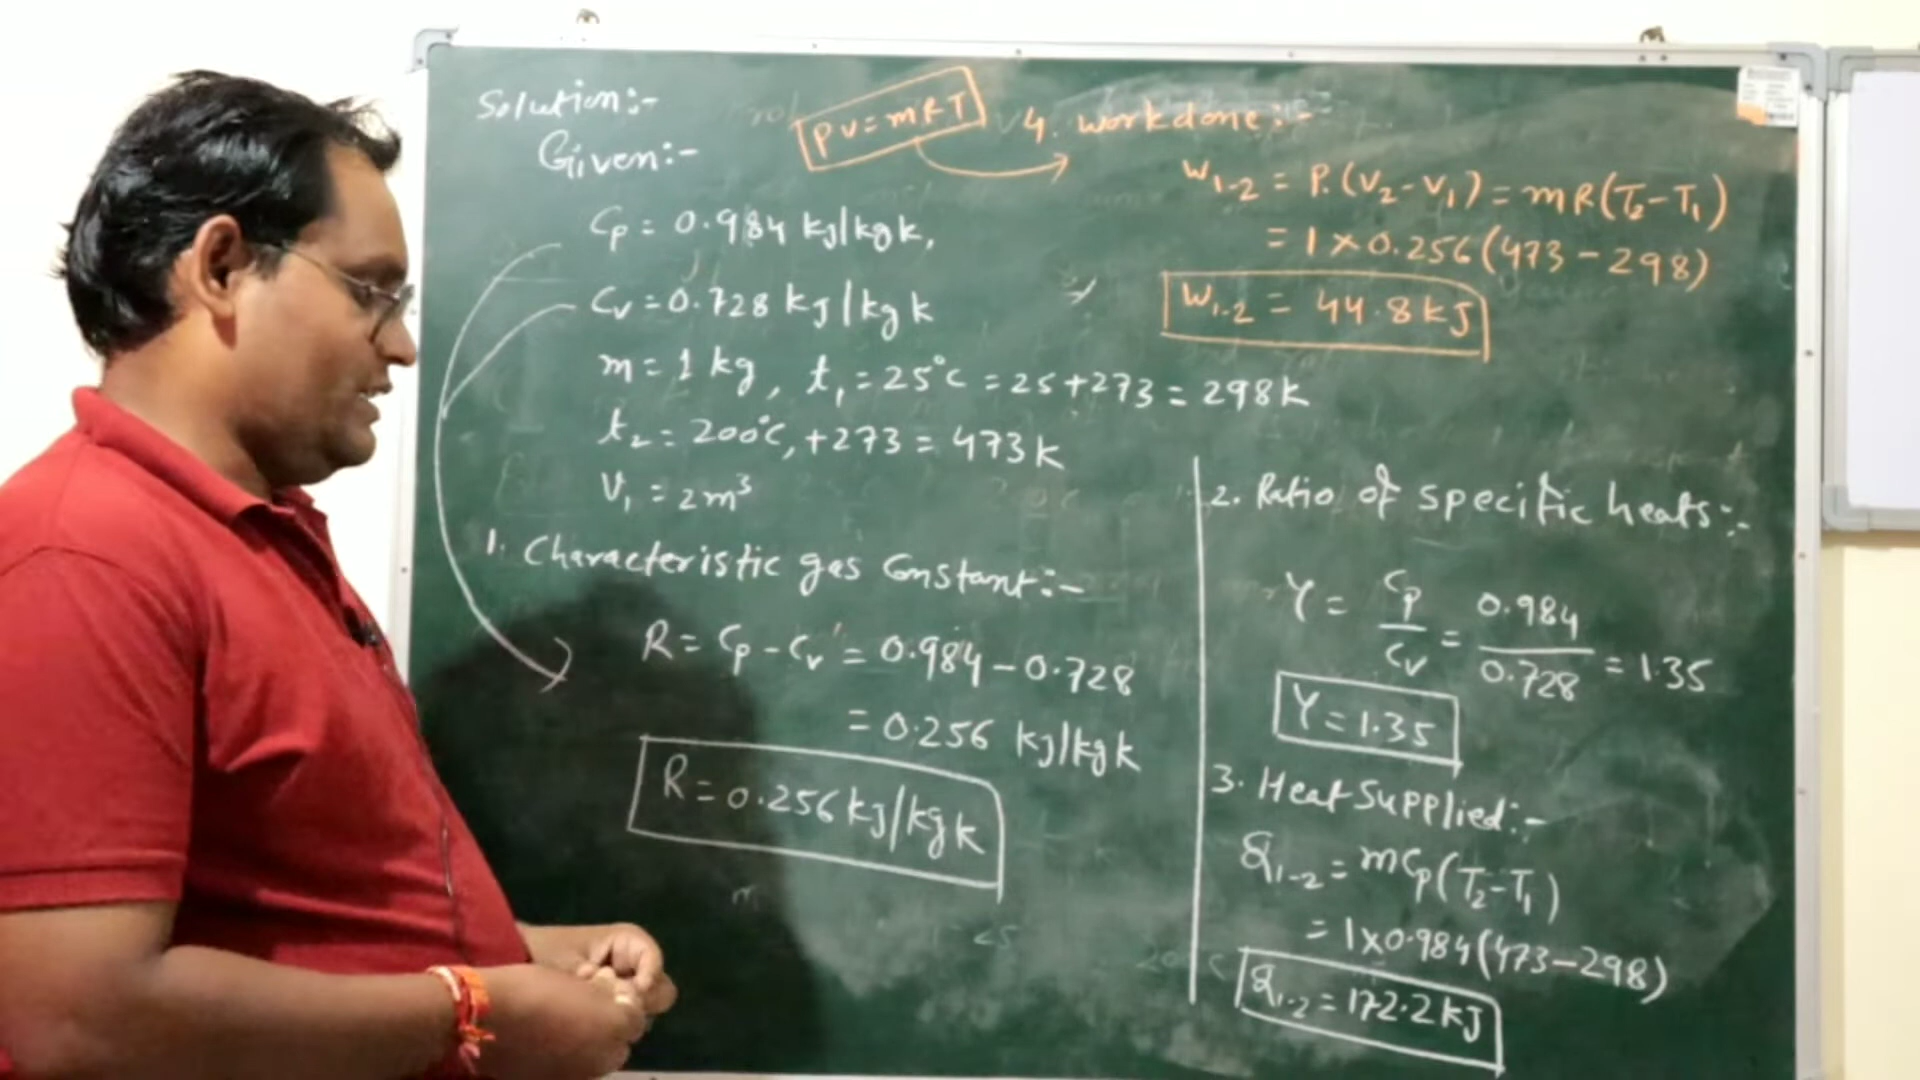 Solution:-
Given:-
Cp = 0.984 kJ/kgk,
Cv = 0.728 kJ/kgk
m = 1 kg, t₁ = 25°C = 25+273 = 298k
t₂ = 200°C, +273 = 473k
V₁ = 2m³
1. Characteristic gas Constant:-
R = Cp - Cv = 0.984 - 0.728
= 0.256 kJ/kgk
R = 0.256 kJ/kgk
PV = mRT
4. workdone:-
W₁₋₂ = P.(V₂-V₁) = mR(T₂-T₁)
= 1 × 0.256 (473 - 298)
W₁₋₂ = 44.8 kJ
2. Ratio of specific heats:-
γ = Cp/Cv = 0.984/0.728 = 1.35
γ = 1.35
3. Heat Supplied:-
Q₁₋₂ = mCp(T₂-T₁)
= 1×0.984(473-298)
Q₁₋₂ = 172.2 kJ